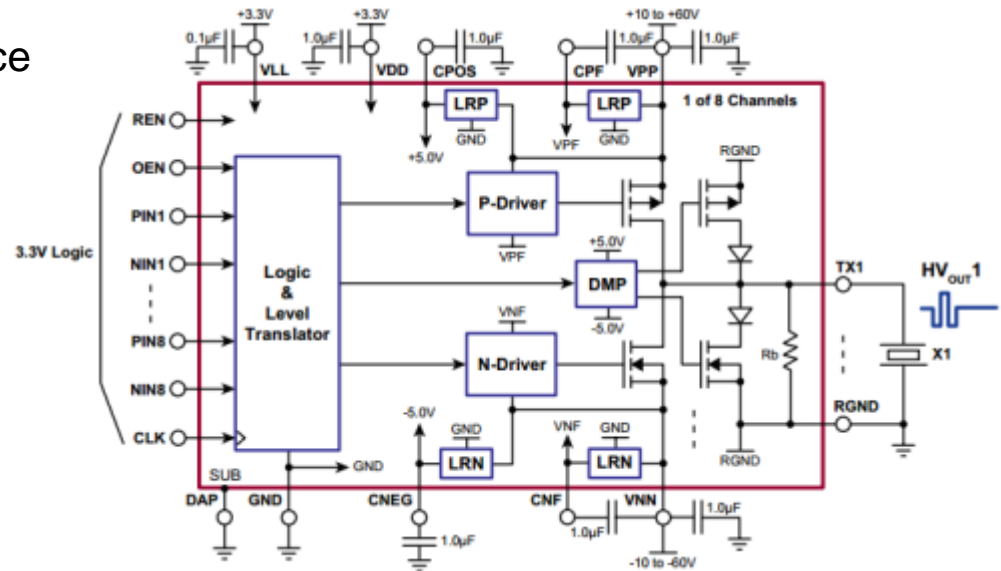 ce
+3.3V
+3.3V
+10 to +60V
0.1µF
1.0µF
1.0µF
1.0µF
1.0µF
VLL
VDD
CPOS
CPF
VPP
1 of 8 Channels
LRP
LRP
GND
GND
+5.0V
VPF
RGND
REN
OEN
PIN1
NIN1
PIN8
NIN8
CLK
3.3V Logic
Logic
&
Level
Translator
P-Driver
VPF
+5.0V
DMP
-5.0V
VNF
N-Driver
TX1
HVOUT1
Rb
X1
RGND
-5.0V
GND
LRN
VNF
GND
LRN
RGND
GND
SUB
DAP
GND
CNEG
CNF
VNN
1.0µF
1.0µF
1.0µF
-10 to -60V